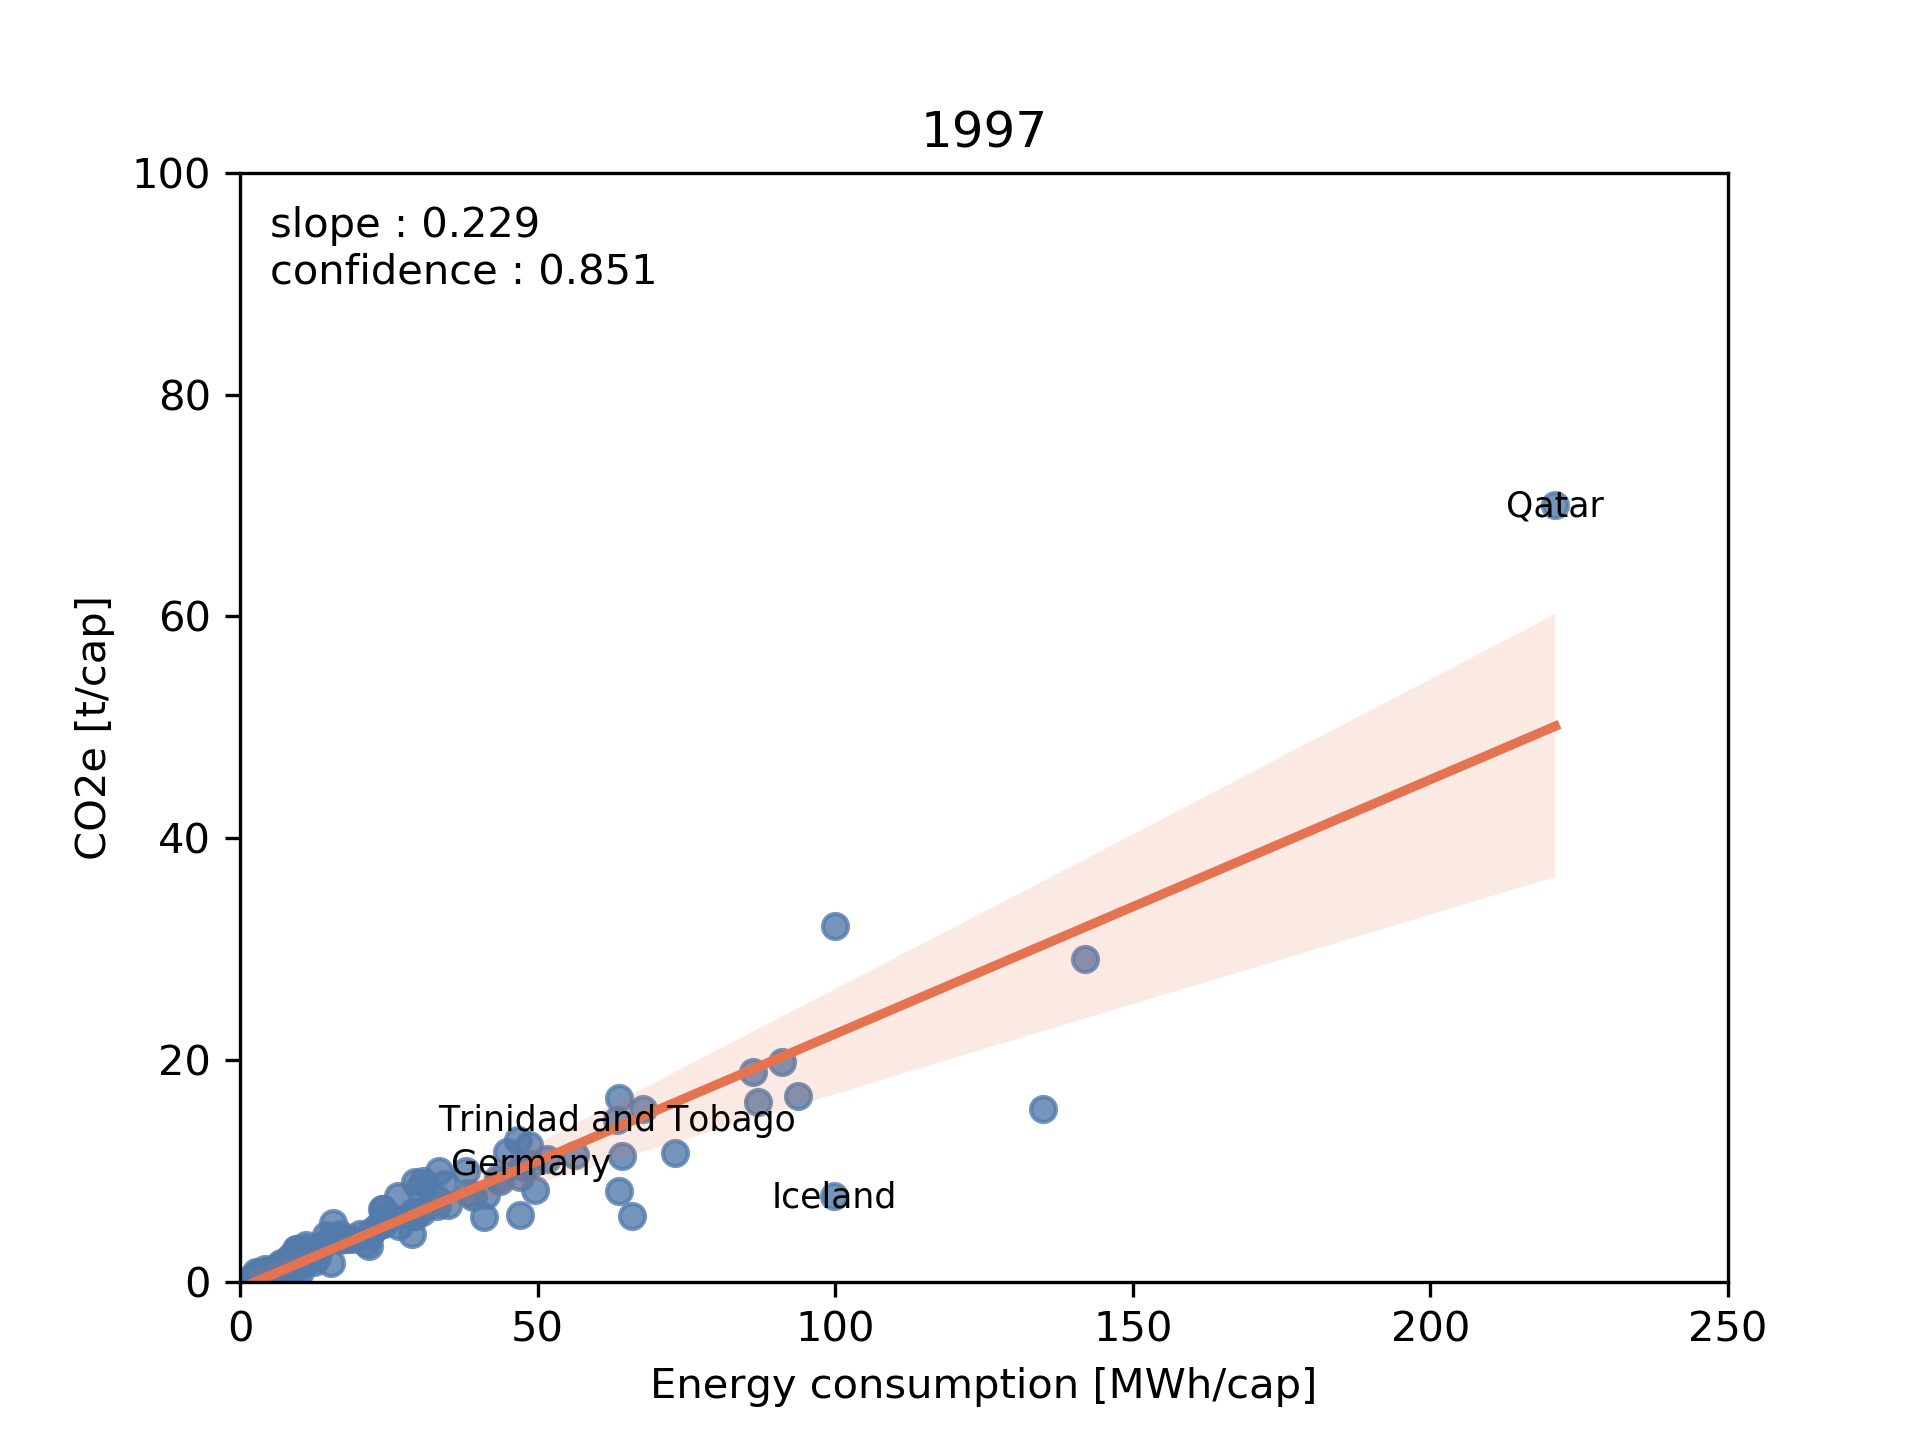 1997
slope : 0.229
confidence : 0.851
100
80
60
40
20
0
CO2e [t/cap]
Qatar
Trinidad and Tobago
Germany
Iceland
0 50 100 150 200 250
Energy consumption [MWh/cap]